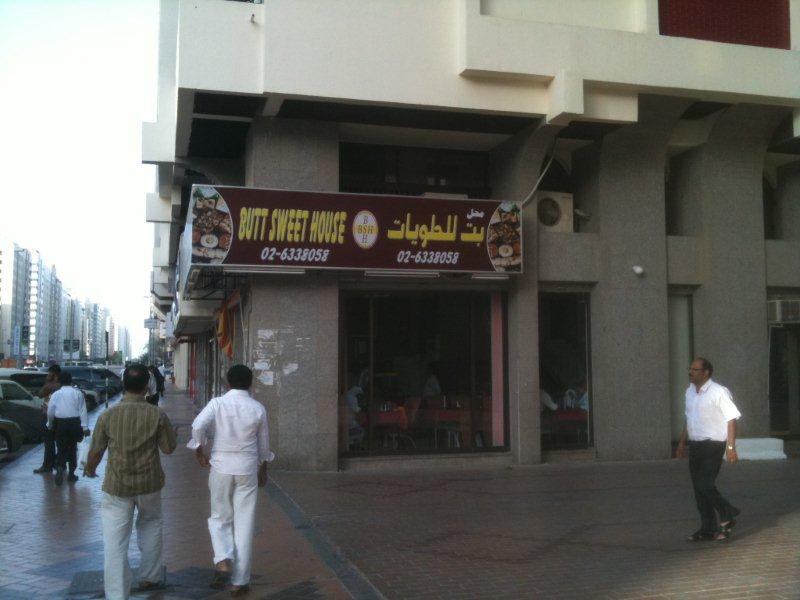 BUTT SWEET HOUSE
02-6338058
B
BSH
H
محل
بت للحلويات
02-6338058